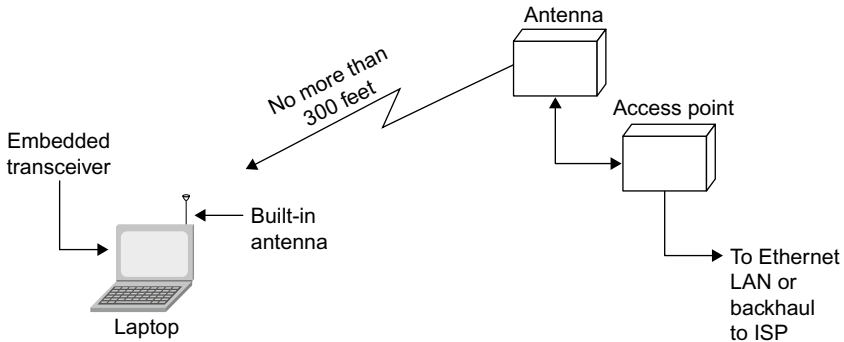 Antenna
No more than
300 feet
Access point
Embedded
transceiver
Built-in
antenna
Laptop
To Ethernet
LAN or
backhaul
to ISP